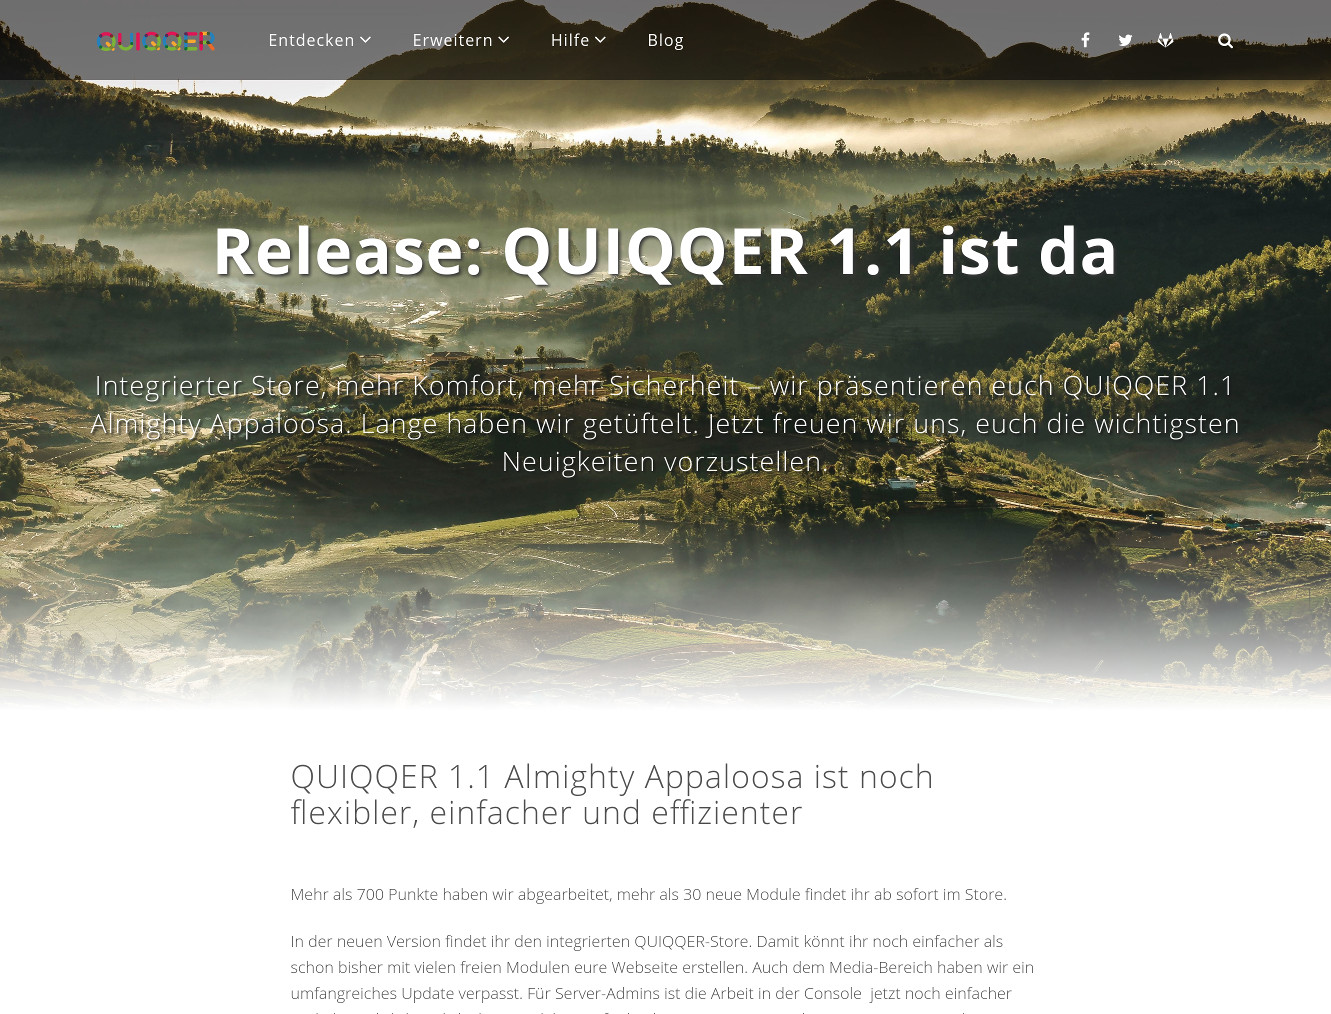 QUIQQER Entdecken Erweitern Hilfe Blog
Release: QUIQQER 1.1 ist da
Integrierter Store, mehr Komfort, mehr Sicherheit – wir präsentieren euch QUIQQER 1.1
Almighty Appaloosa. Lange haben wir getüftelt. Jetzt freuen wir uns, euch die wichtigsten
Neuigkeiten vorzustellen.
QUIQQER 1.1 Almighty Appaloosa ist noch
flexibler, einfacher und effizienter
Mehr als 700 Punkte haben wir abgearbeitet, mehr als 30 neue Module findet ihr ab sofort im Store.
In der neuen Version findet ihr den integrierten QUIQQER-Store. Damit könnt ihr noch einfacher als
schon bisher mit vielen freien Modulen eure Webseite erstellen. Auch dem Media-Bereich haben wir ein
umfangreiches Update verpasst. Für Server-Admins ist die Arbeit in der Console jetzt noch einfacher